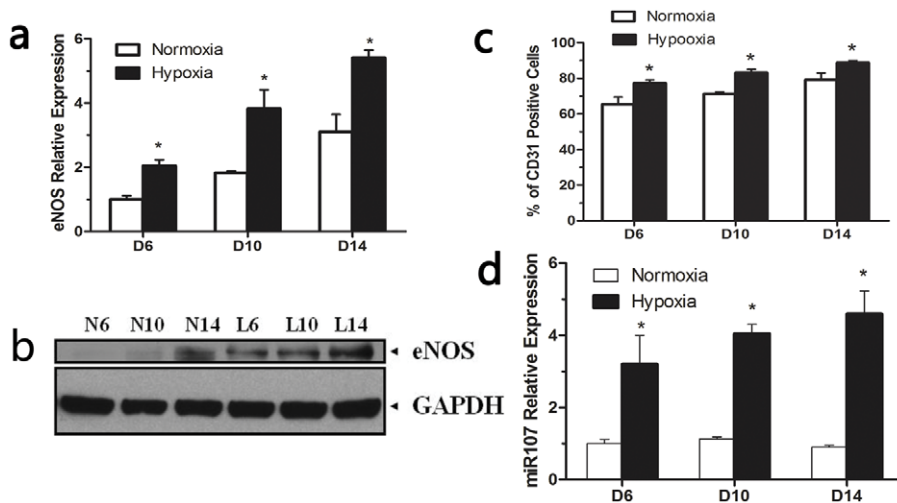 a
Normoxia
Hypoxia
eNOS Relative Expression
6
4
2
0
*
*
*
D6
D10
D14
b
N6 N10 N14 L6 L10 L14
eNOS
GAPDH
c
Normoxia
Hypooxia
% of CD31 Positive Cells
100
80
60
40
20
0
*
*
*
D6
D10
D14
d
Normoxia
Hypoxia
miR107 Relative Expression
6
4
2
0
*
*
*
D6
D10
D14